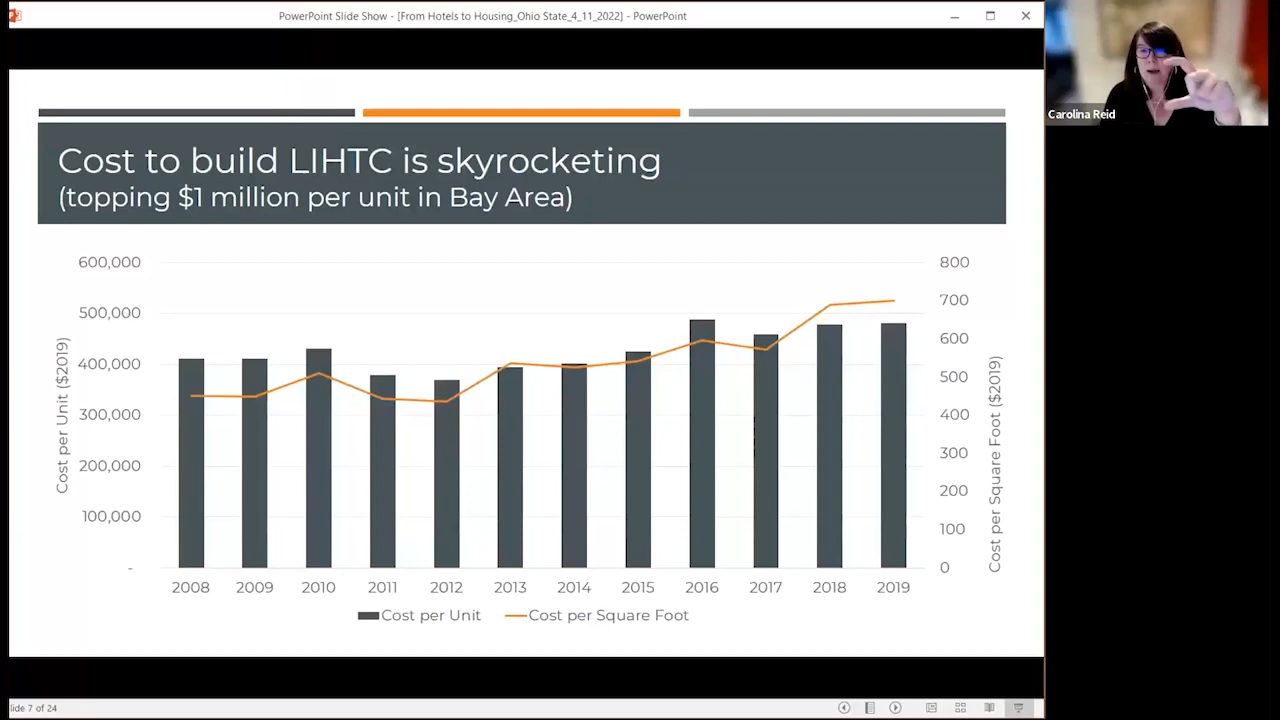 PowerPoint Slide Show - [From Hotels to Housing_Ohio State_4_11_2022] - PowerPoint
Carolina Reid
Cost to build LIHTC is skyrocketing
(topping $1 million per unit in Bay Area)
600,000
500,000
400,000
300,000
200,000
100,000
-
Cost per Unit ($2019)
800
700
600
500
400
300
200
100
0
Cost per Square Foot ($2019)
2008 2009 2010 2011 2012 2013 2014 2015 2016 2017 2018 2019
Cost per Unit Cost per Square Foot
lide 7 of 24